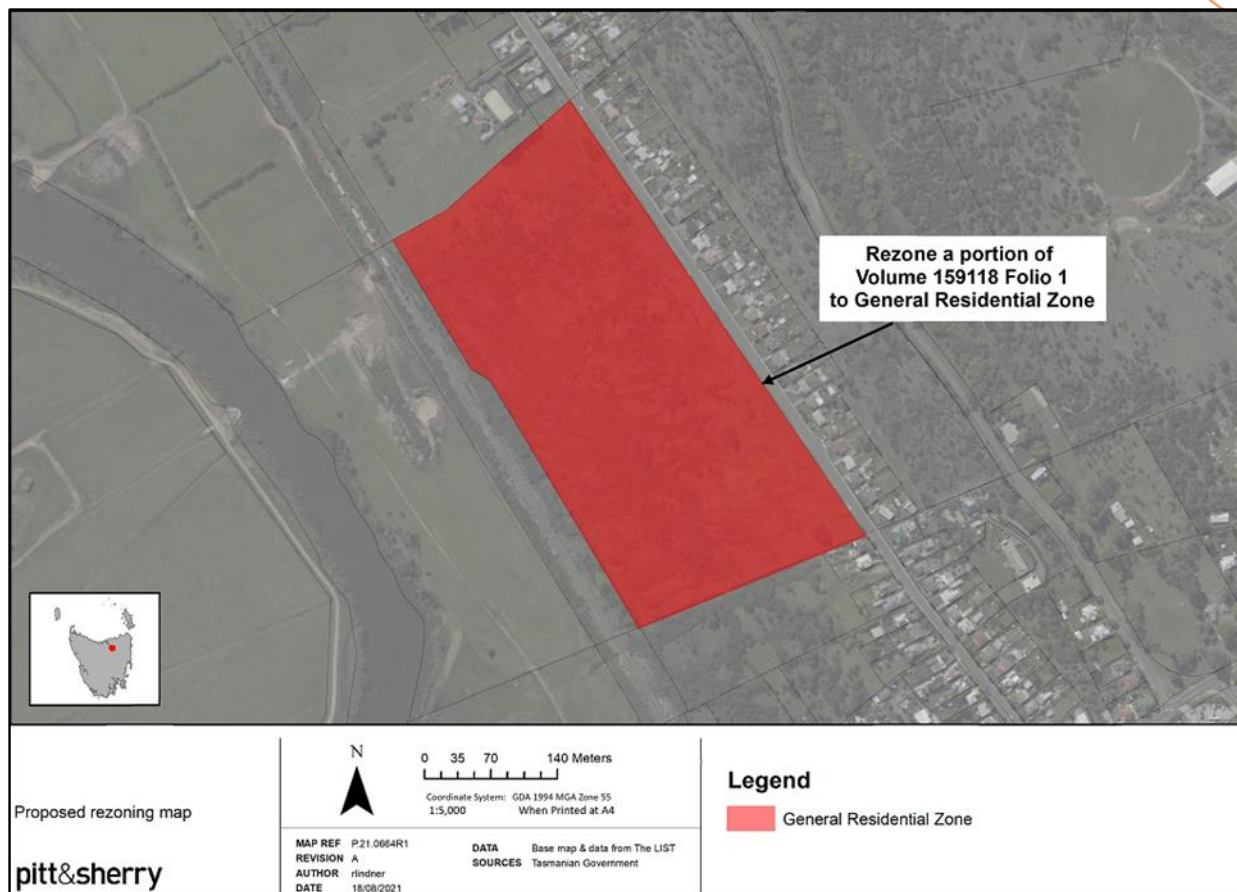 Rezone a portion of
Volume 159118 Folio 1
to General Residential Zone
Proposed rezoning map
pitt&sherry
N
0 35 70 140 Meters
Coordinate System: GDA 1994 MGA Zone 55
1:5,000 When Printed at A4
MAP REF P.21.0664R1
REVISION A
AUTHOR rlindner
DATE 18/08/2021
DATA Base map & data from The LIST
SOURCES Tasmanian Government
Legend
General Residential Zone